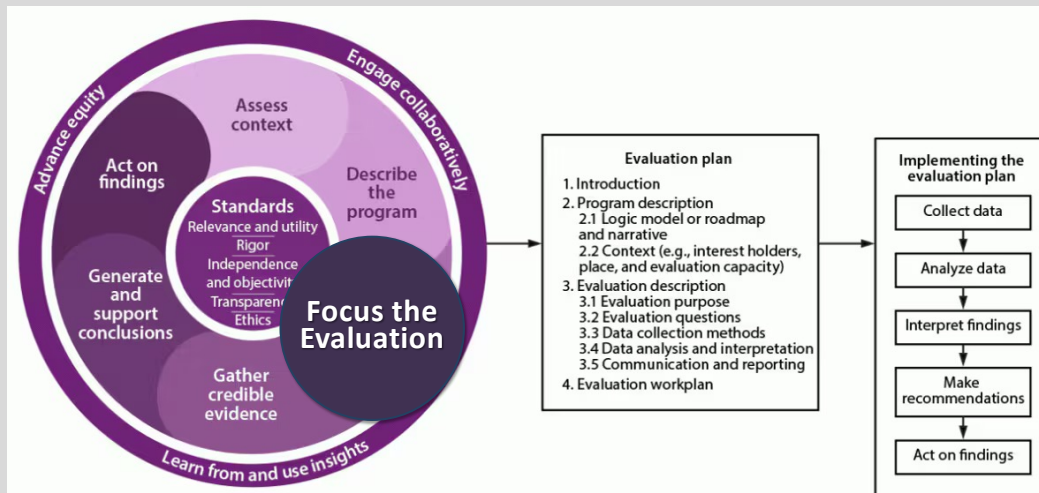 Advance equity
Engage collaboratively
Assess
context
Describe
the
program
Act on
findings
Standards
Relevance and utility
Rigor
Independence
and objectivit
Transparenc
Ethics
Focus the
Evaluation
Generate
and
support
conclusions
Gather
credible
evidence
Learn from and use insights
Evaluation plan
1. Introduction
2. Program description
2.1 Logic model or roadmap
and narrative
2.2 Context (e.g., interest holders,
place, and evaluation capacity)
3. Evaluation description
3.1 Evaluation purpose
3.2 Evaluation questions
3.3 Data collection methods
3.4 Data analysis and interpretation
3.5 Communication and reporting
4. Evaluation workplan
Implementing the
evaluation plan
Collect data
Analyze data
Interpret findings
Make
recommendations
Act on findings